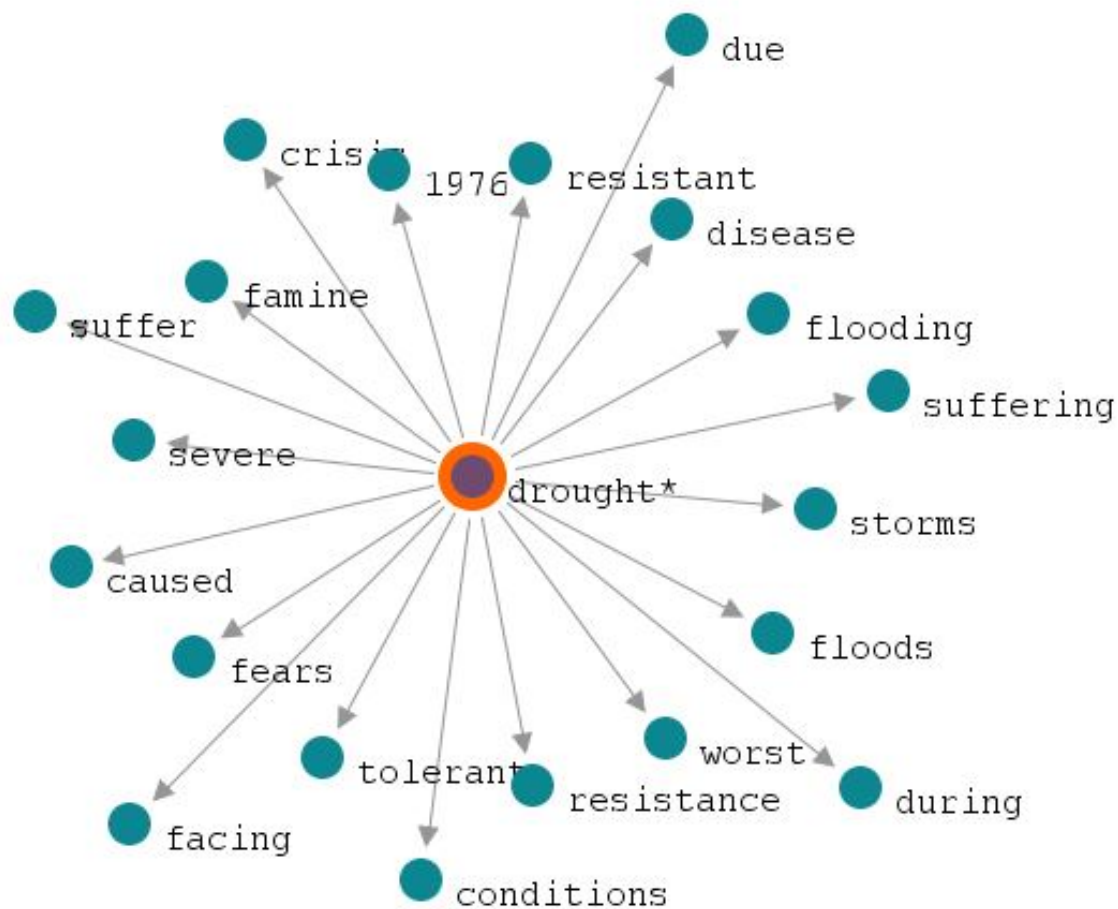 due
crisis
1976
resistant
disease
famine
suffer
flooding
suffering
severe
drought*
storms
caused
floods
fears
worst
tolerant
resistance
during
facing
conditions